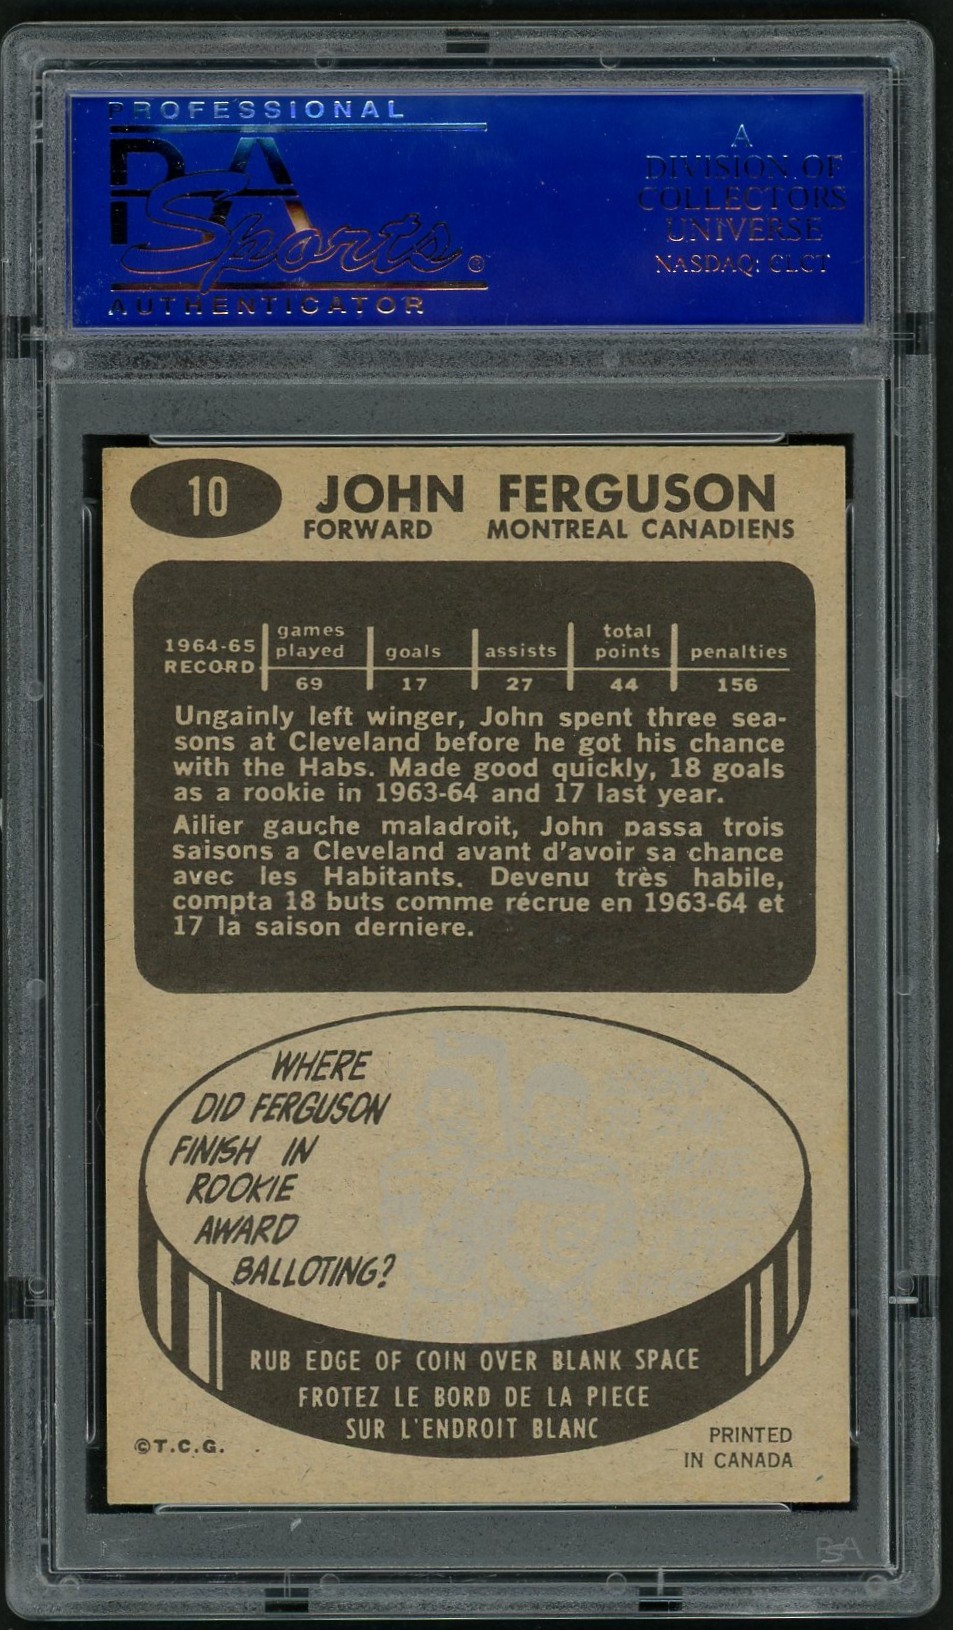 PROFESSIONAL
PSA
Sports®
AUTHENTICATOR
A
DIVISION OF
COLLECTORS
UNIVERSE
NASDAQ: CLCT
10 JOHN FERGUSON
FORWARD MONTREAL CANADIENS
1964-65 RECORD games played goals assists total points penalties
69 17 27 44 156
Ungainly left winger, John spent three sea-
sons at Cleveland before he got his chance
with the Habs. Made good quickly, 18 goals
as a rookie in 1963-64 and 17 last year.
Ailier gauche maladroit, John passa trois
saisons a Cleveland avant d'avoir sa chance
avec les Habitants. Devenu très habile,
compta 18 buts comme récrue en 1963-64 et
17 la saison derniere.
WHERE
DID FERGUSON
FINISH IN
ROOKIE
AWARD
BALLOTING?
RUB EDGE OF COIN OVER BLANK SPACE
FROTEZ LE BORD DE LA PIECE
SUR L'ENDROIT BLANC
©T.C.G.
PRINTED
IN CANADA
PSA